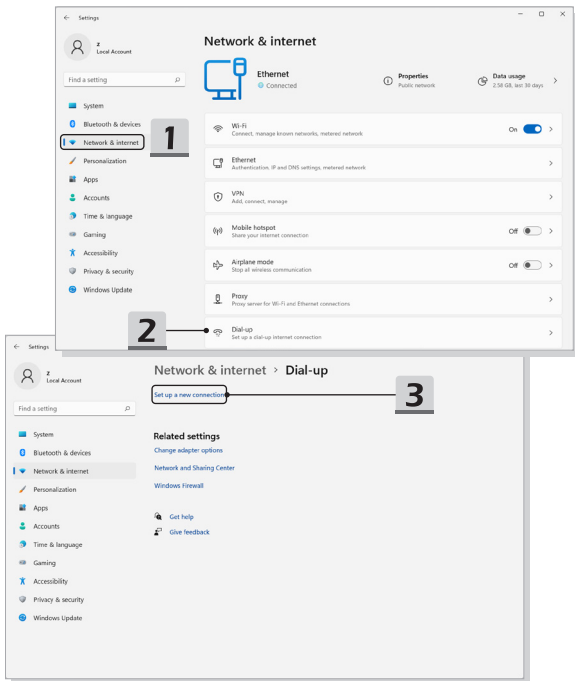 Settings
z
Local Account
Find a setting
System
Bluetooth & devices
Network & internet
Personalization
Apps
Accounts
Time & language
Gaming
Accessibility
Privacy & security
Windows Update
1
2
Network & internet
Ethernet
Connected
Properties
Public network
Data usage
2.58 GB, last 30 days
Wi-Fi
Connect, manage known networks, metered network
On
Ethernet
Authentication, IP and DNS settings, metered network
VPN
Add, connect, manage
Mobile hotspot
Share your internet connection
Off
Airplane mode
Stop all wireless communication
Off
Proxy
Proxy server for Wi-Fi and Ethernet connections
Dial-up
Set up a dial-up internet connection
Settings
z
Local Account
Find a setting
System
Bluetooth & devices
Network & internet
Personalization
Apps
Accounts
Time & language
Gaming
Accessibility
Privacy & security
Windows Update
Network & internet > Dial-up
Set up a new connection
3
Related settings
Change adapter options
Network and Sharing Center
Windows Firewall
Get help
Give feedback